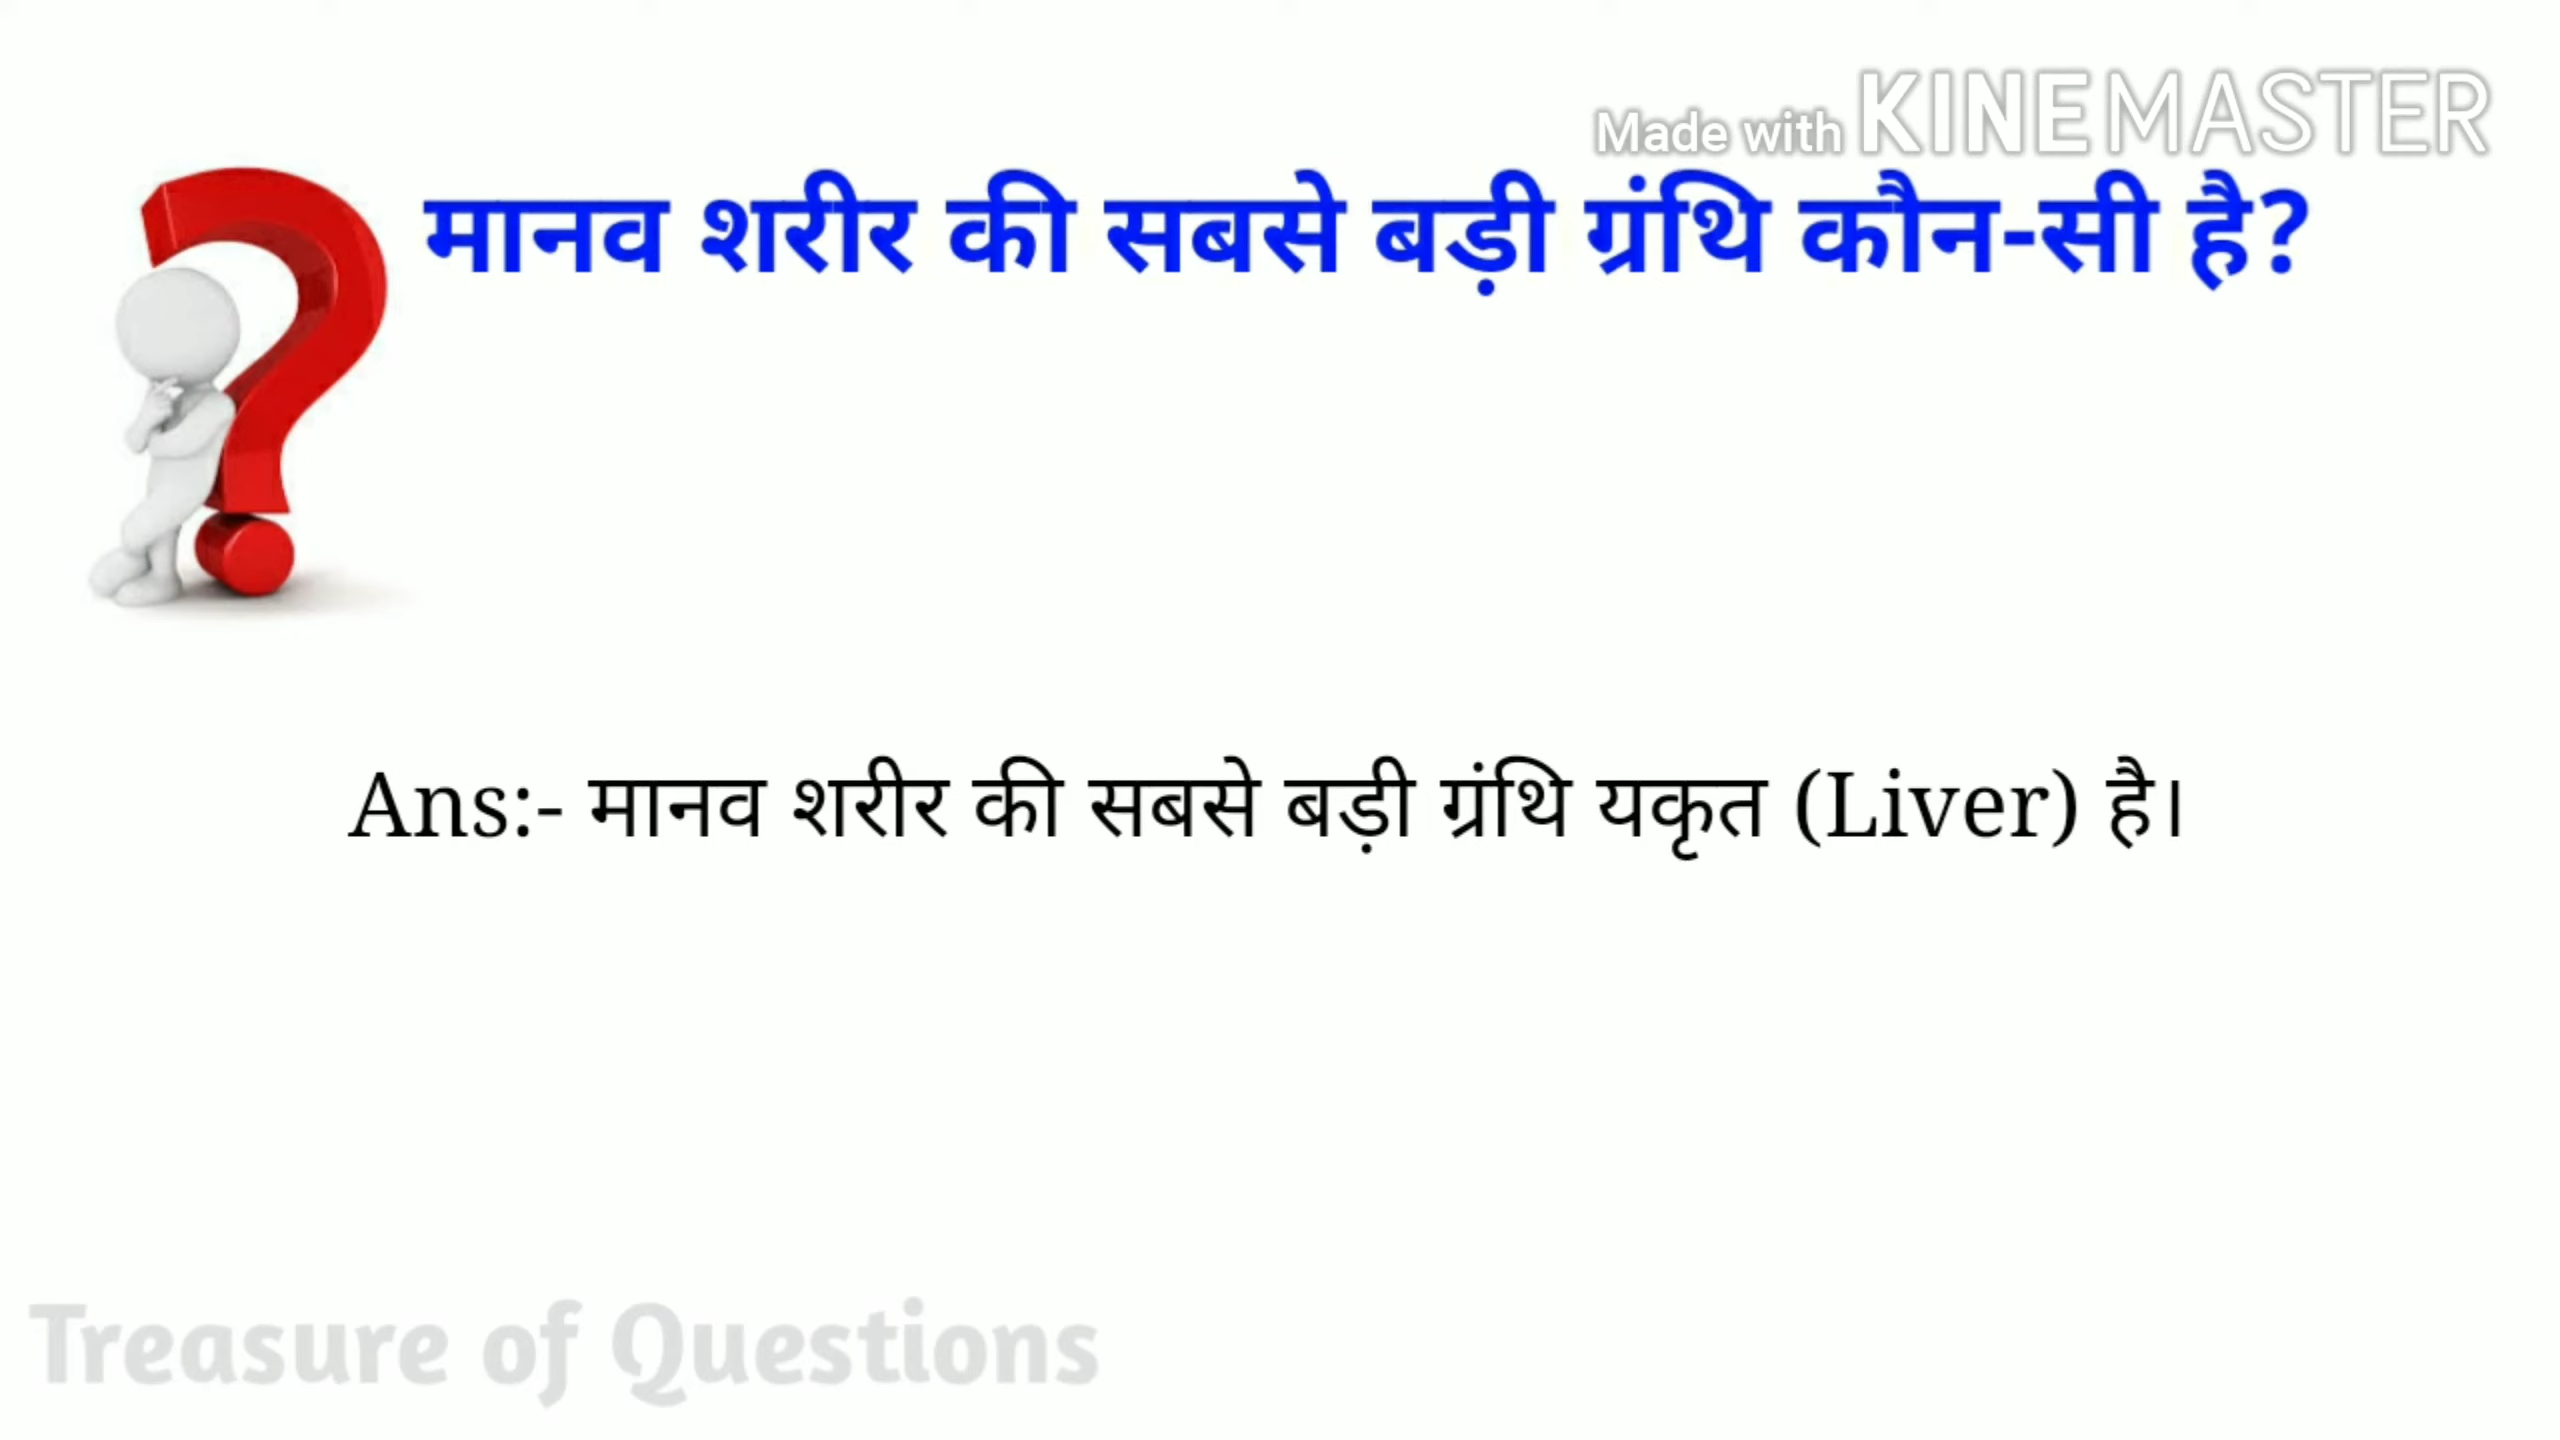 Made with KINEMASTER
मानव शरीर की सबसे बड़ी ग्रंथि कौन-सी है?
Ans:- मानव शरीर की सबसे बड़ी ग्रंथि यकृत (Liver) है।
Treasure of Questions